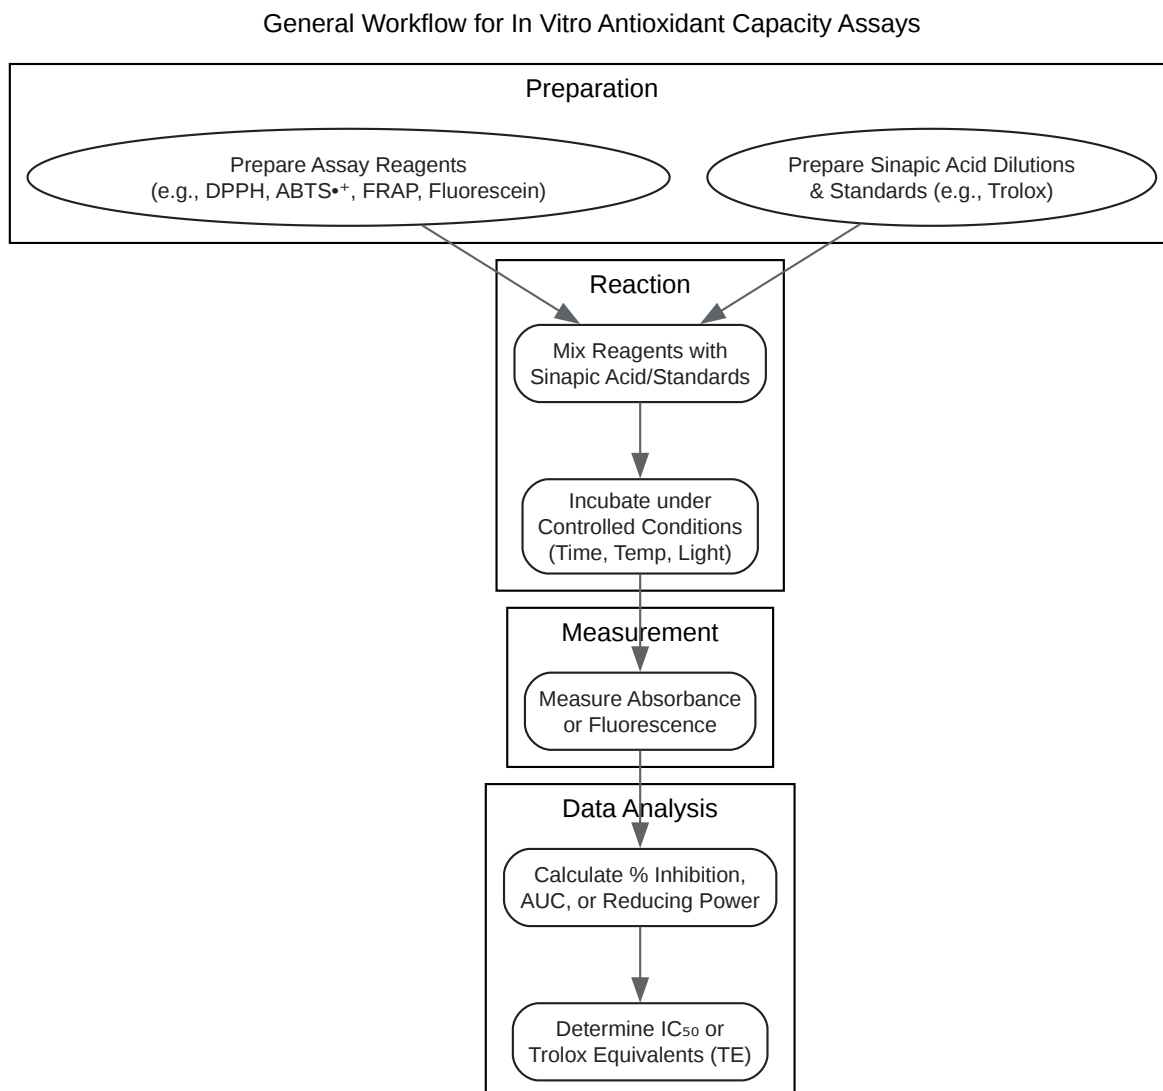 General Workflow for In Vitro Antioxidant Capacity Assays
Preparation
Prepare Assay Reagents
(e.g., DPPH, ABTS•⁺, FRAP, Fluorescein)
Prepare Sinapic Acid Dilutions
& Standards (e.g., Trolox)
Reaction
Mix Reagents with
Sinapic Acid/Standards
Incubate under
Controlled Conditions
(Time, Temp, Light)
Measurement
Measure Absorbance
or Fluorescence
Data Analysis
Calculate % Inhibition,
AUC, or Reducing Power
Determine IC₅₀ or
Trolox Equivalents (TE)